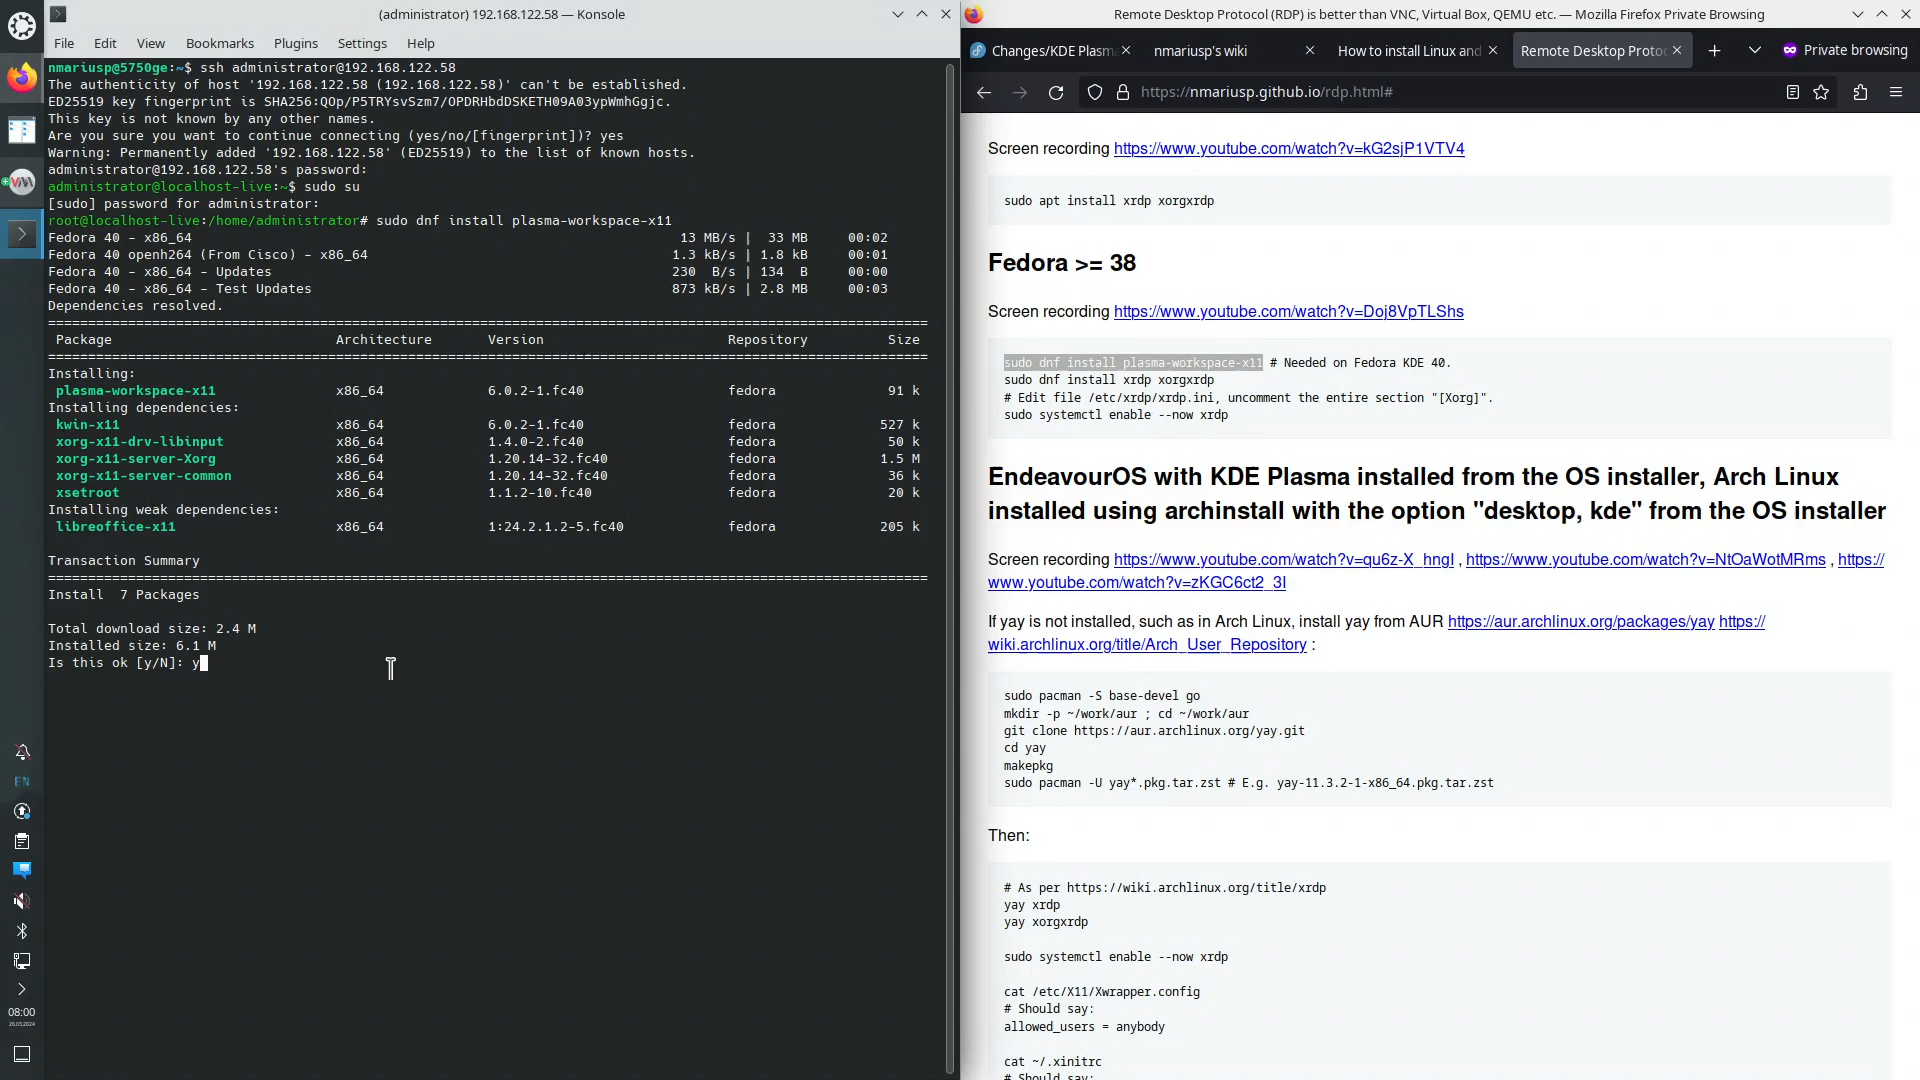 (administrator) 192.168.122.58 — Konsole
File Edit View Bookmarks Plugins Settings Help
nmariusp@5750ge:~$ ssh administrator@192.168.122.58
The authenticity of host '192.168.122.58 (192.168.122.58)' can't be established.
ED25519 key fingerprint is SHA256:QOp/P5TRYsvSzm7/OPDRHbdDSKETH09A03ypWmhGgjc.
This key is not known by any other names.
Are you sure you want to continue connecting (yes/no/[fingerprint])? yes
Warning: Permanently added '192.168.122.58' (ED25519) to the list of known hosts.
administrator@192.168.122.58's password:
administrator@localhost-live:~$ sudo su
[sudo] password for administrator:
root@localhost-live:/home/administrator# sudo dnf install plasma-workspace-x11
Fedora 40 - x86_64 13 MB/s | 33 MB 00:02
Fedora 40 openh264 (From Cisco) - x86_64 1.3 kB/s | 1.8 kB 00:01
Fedora 40 - x86_64 - Updates 230 B/s | 134 B 00:00
Fedora 40 - x86_64 - Test Updates 873 kB/s | 2.8 MB 00:03
Dependencies resolved.
Package Architecture Version Repository Size
Installing:
plasma-workspace-x11 x86_64 6.0.2-1.fc40 fedora 91 k
Installing dependencies:
kwin-x11 x86_64 6.0.2-1.fc40 fedora 527 k
xorg-x11-drv-libinput x86_64 1.4.0-2.fc40 fedora 50 k
xorg-x11-server-Xorg x86_64 1.20.14-32.fc40 fedora 1.5 M
xorg-x11-server-common x86_64 1.20.14-32.fc40 fedora 36 k
xsetroot x86_64 1.1.2-10.fc40 fedora 20 k
Installing weak dependencies:
libreoffice-x11 x86_64 1:24.2.1.2-5.fc40 fedora 205 k
Transaction Summary
Install 7 Packages
Total download size: 2.4 M
Installed size: 6.1 M
Is this ok [y/N]: y
EN
08:00
26.03.2024
Remote Desktop Protocol (RDP) is better than VNC, Virtual Box, QEMU etc. — Mozilla Firefox Private Browsing
Changes/KDE Plasm
nmariusp's wiki
How to install Linux and
Remote Desktop Protoc
Private browsing
https://nmariusp.github.io/rdp.html#
Screen recording https://www.youtube.com/watch?v=kG2sjP1VTV4
sudo apt install xrdp xorgxrdp
Fedora >= 38
Screen recording https://www.youtube.com/watch?v=Doj8VpTLShs
sudo dnf install plasma-workspace-x11 # Needed on Fedora KDE 40.
sudo dnf install xrdp xorgxrdp
# Edit file /etc/xrdp/xrdp.ini, uncomment the entire section "[Xorg]".
sudo systemctl enable --now xrdp
EndeavourOS with KDE Plasma installed from the OS installer, Arch Linux
installed using archinstall with the option "desktop, kde" from the OS installer
Screen recording https://www.youtube.com/watch?v=qu6z-X_hngI , https://www.youtube.com/watch?v=NtOaWotMRms , https://
www.youtube.com/watch?v=zKGC6ct2_3I
If yay is not installed, such as in Arch Linux, install yay from AUR https://aur.archlinux.org/packages/yay https://
wiki.archlinux.org/title/Arch_User_Repository :
sudo pacman -S base-devel go
mkdir -p ~/work/aur ; cd ~/work/aur
git clone https://aur.archlinux.org/yay.git
cd yay
makepkg
sudo pacman -U yay*.pkg.tar.zst # E.g. yay-11.3.2-1-x86_64.pkg.tar.zst
Then:
# As per https://wiki.archlinux.org/title/xrdp
yay xrdp
yay xorgxrdp
sudo systemctl enable --now xrdp
cat /etc/X11/Xwrapper.config
# Should say:
allowed_users = anybody
cat ~/.xinitrc
# Should say: